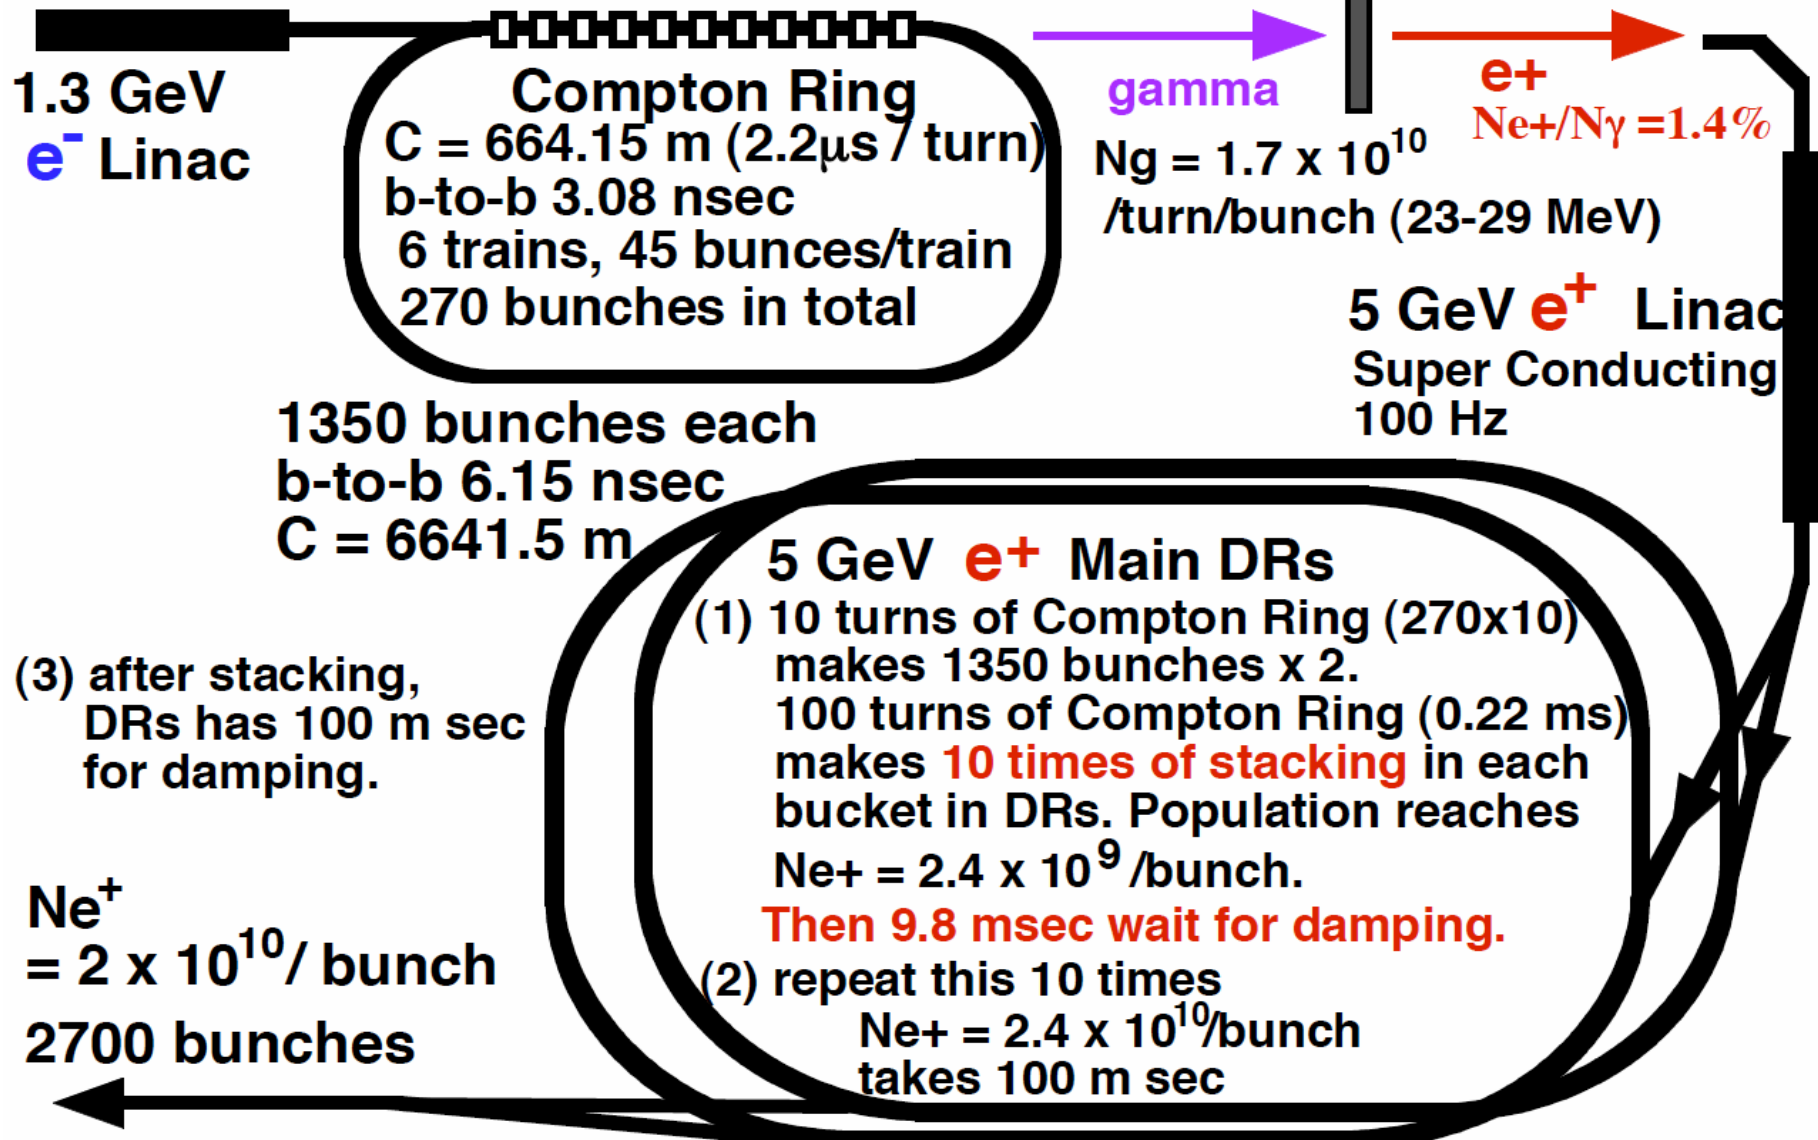 1.3 GeV
e- Linac
Compton Ring
C = 664.15 m (2.2μs / turn)
b-to-b 3.08 nsec
6 trains, 45 bunces/train
270 bunches in total
gamma
Ng = 1.7 x 10^10
/turn/bunch (23-29 MeV)
e+
Ne+/Nγ =1.4%
5 GeV e+ Linac
Super Conducting
100 Hz
1350 bunches each
b-to-b 6.15 nsec
C = 6641.5 m
5 GeV e+ Main DRs
(1) 10 turns of Compton Ring (270x10)
makes 1350 bunches x 2.
100 turns of Compton Ring (0.22 ms)
makes 10 times of stacking in each
bucket in DRs. Population reaches
Ne+ = 2.4 x 10^9 /bunch.
Then 9.8 msec wait for damping.
(2) repeat this 10 times
Ne+ = 2.4 x 10^10/bunch
takes 100 m sec
(3) after stacking,
DRs has 100 m sec
for damping.
Ne+
= 2 x 10^10/ bunch
2700 bunches